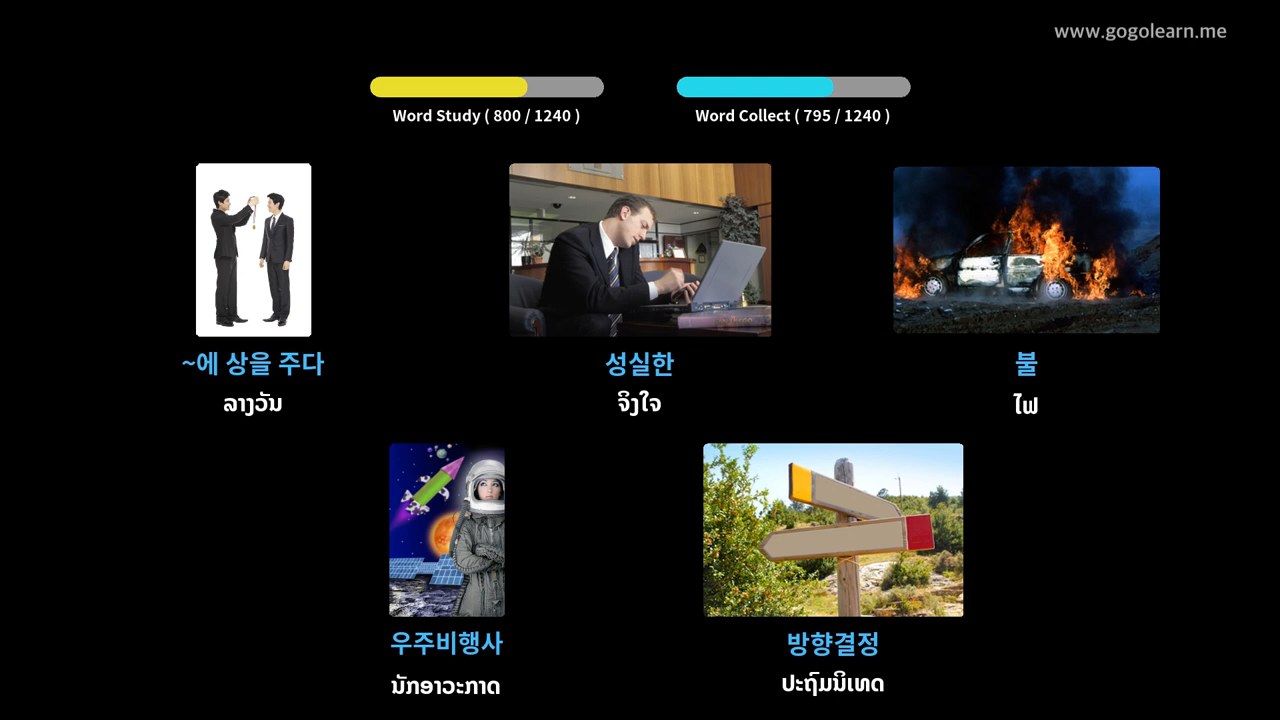 www.gogolearn.me
Word Study ( 800 / 1240 )
Word Collect ( 795 / 1240 )
~에 상을 주다
ລາງວັນ
성실한
ຈິງໃຈ
불
ໄຟ
우주비행사
ນັກອາວະກາດ
방향결정
ປະຖົມນິເທດ